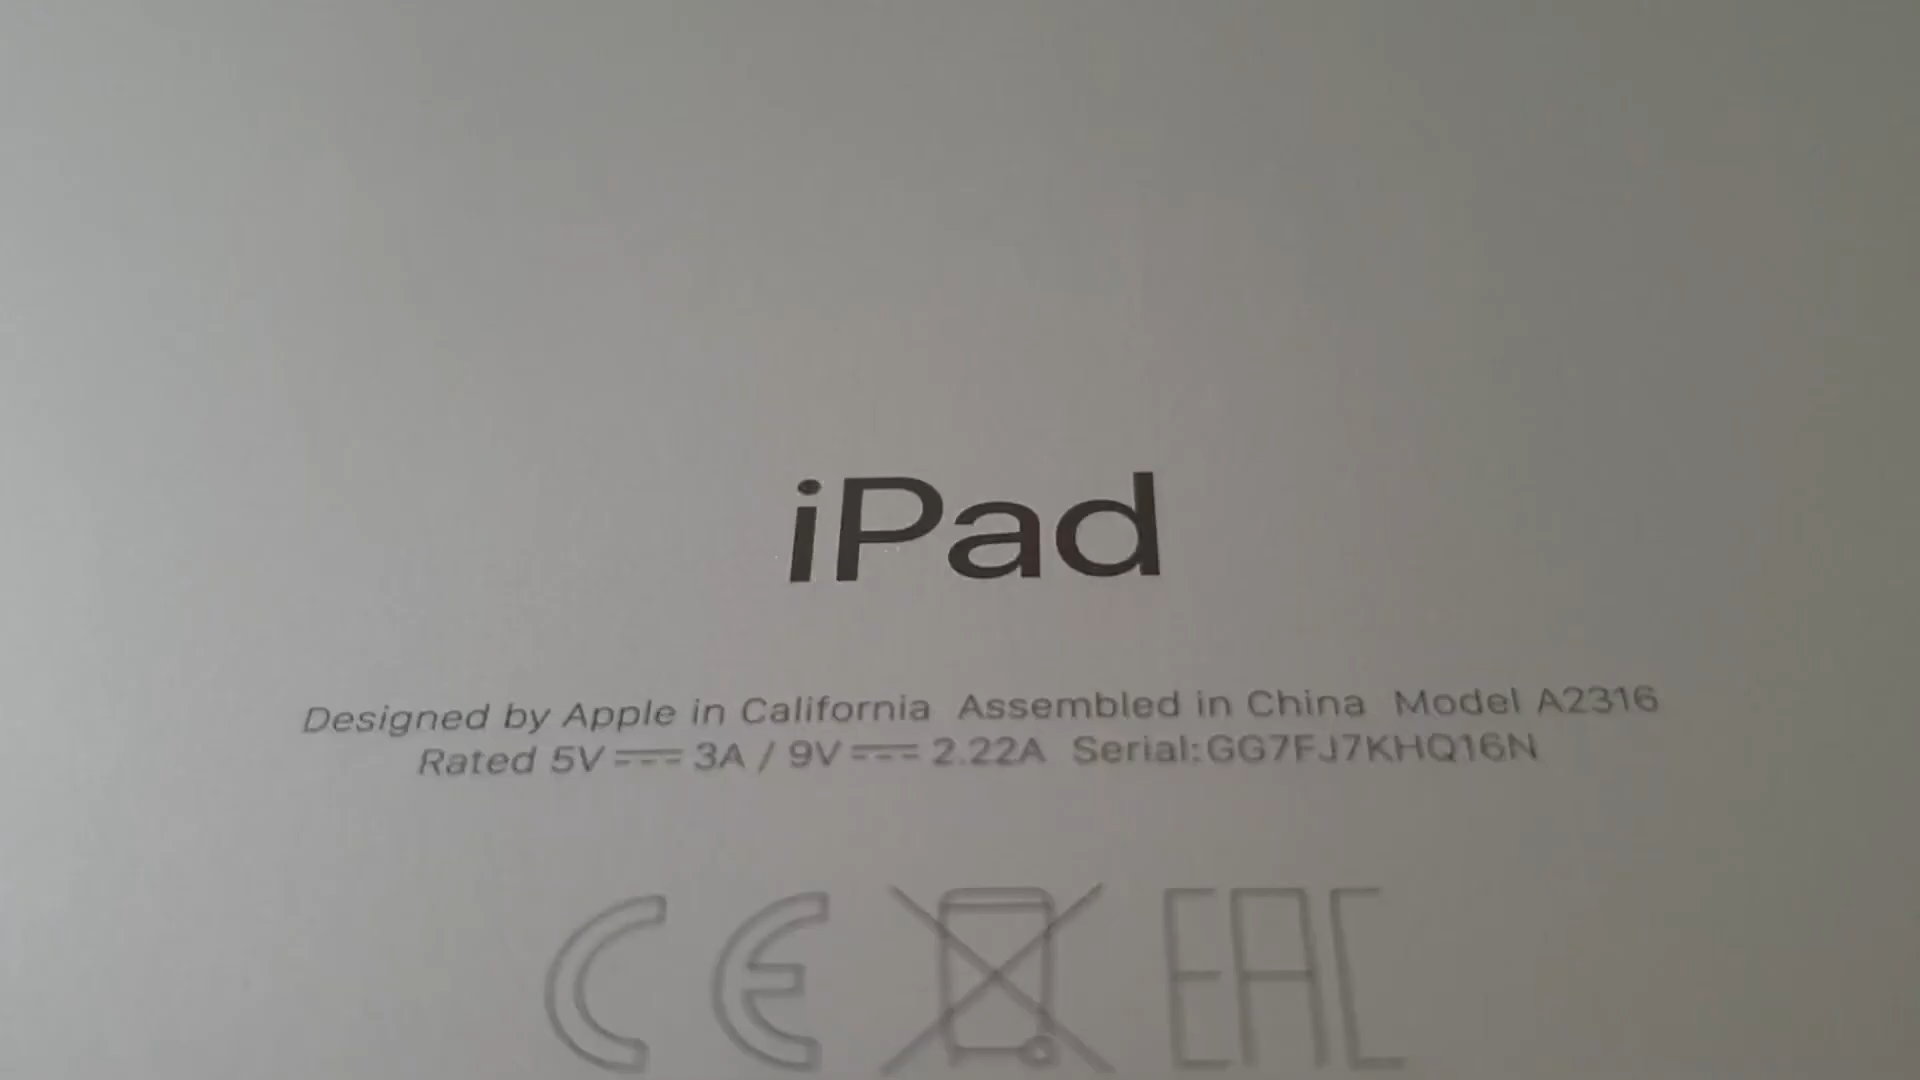 iPad
Designed by Apple in California Assembled in China Model A2316
Rated 5V⎓3A / 9V⎓2.22A Serial:GG7FJ7KHQ16N
CE EAC